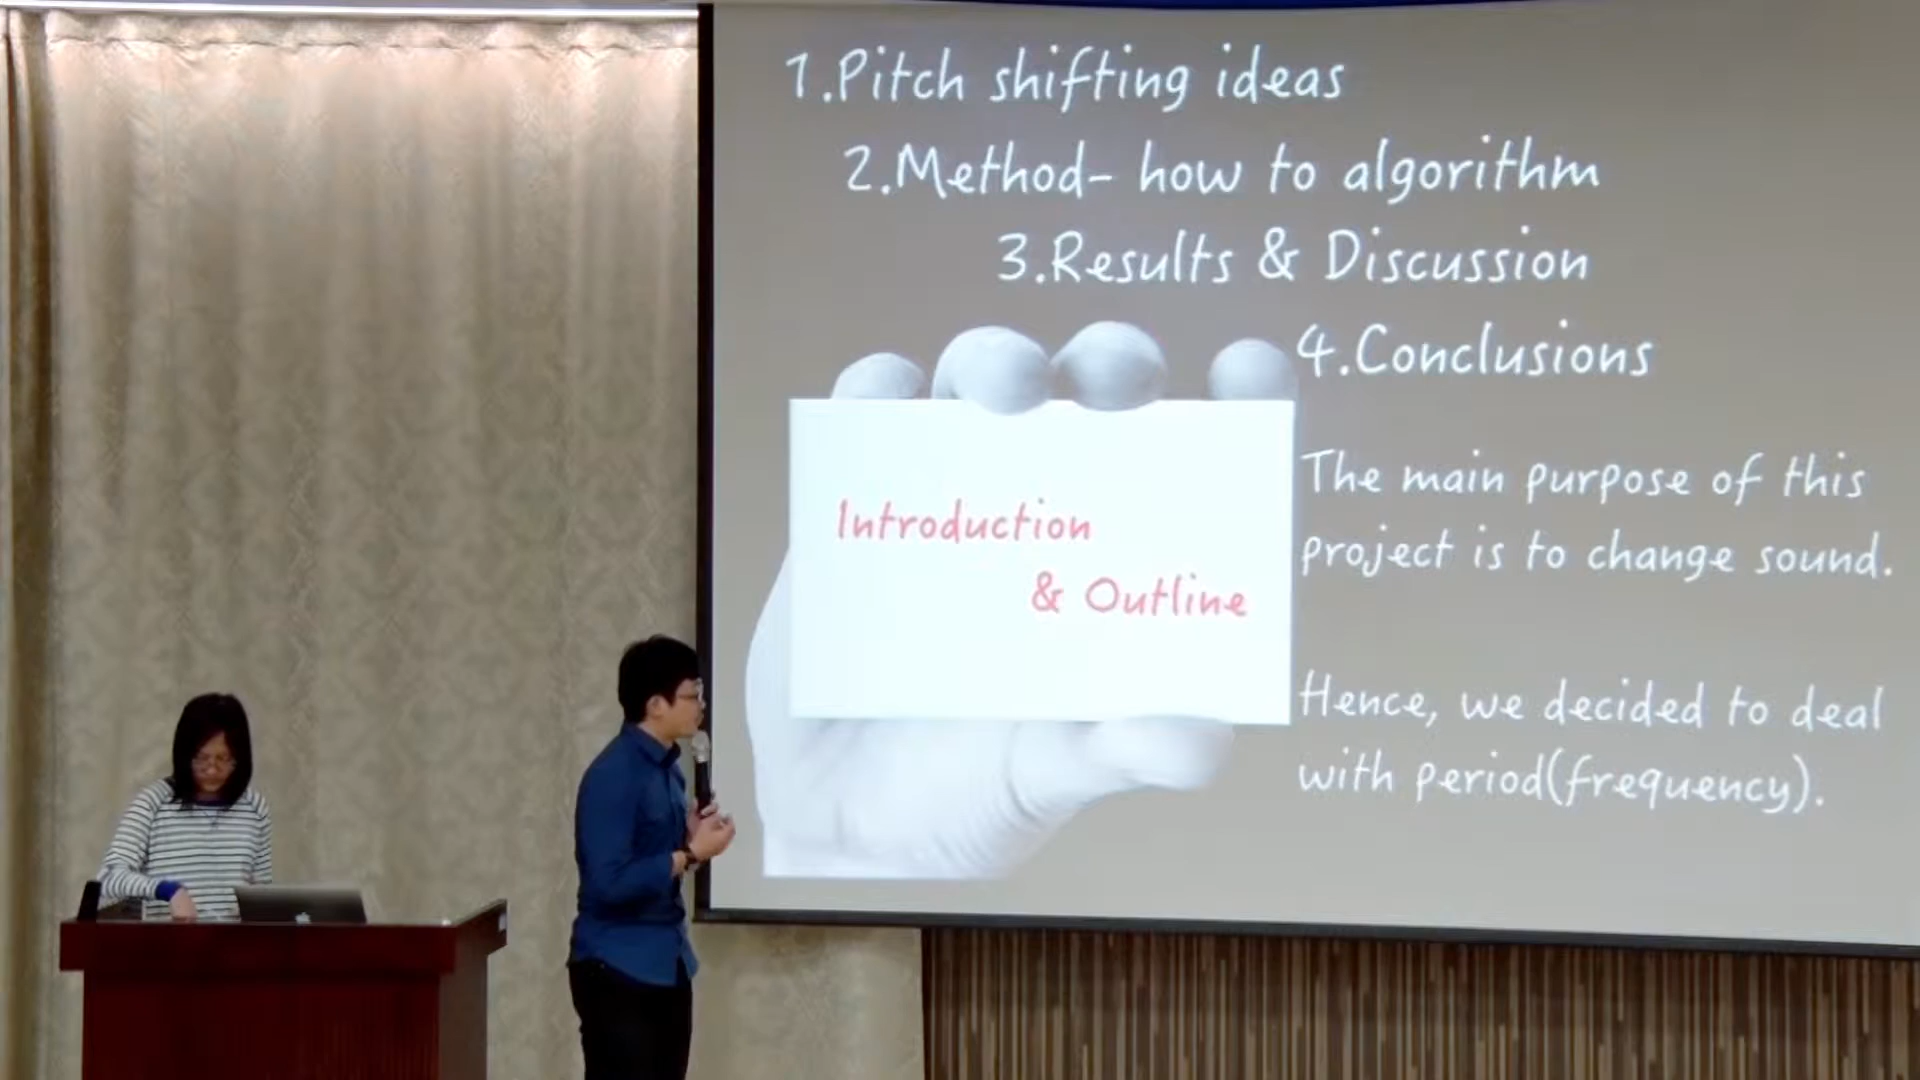 1.Pitch shifting ideas
2.Method- how to algorithm
3.Results & Discussion
4.Conclusions
Introduction
& Outline
The main purpose of this
project is to change sound.
Hence, we decided to deal
with period(frequency).